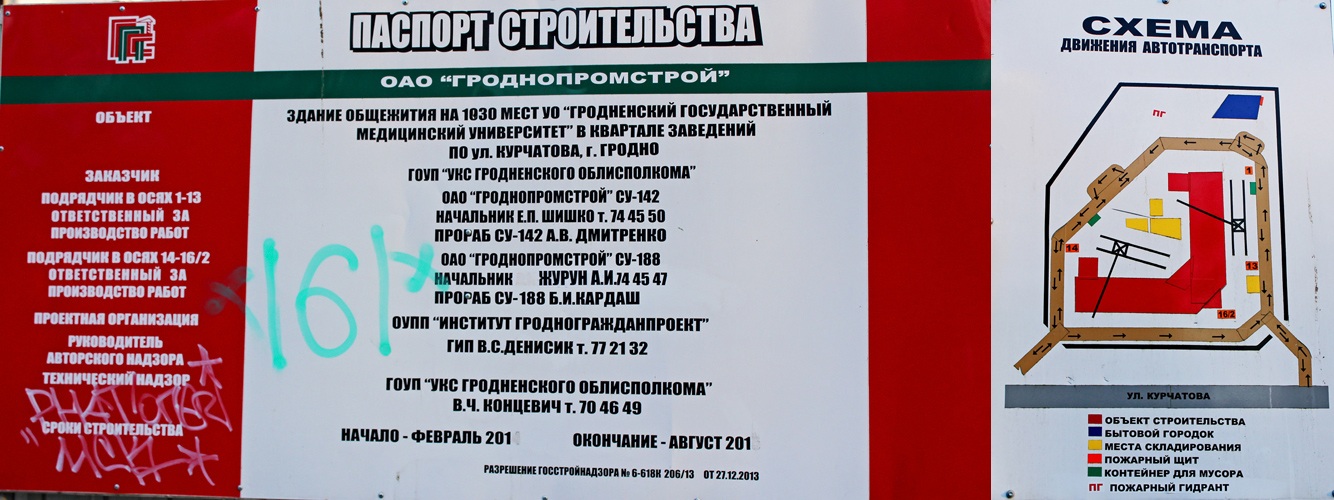 ПАСПОРТ СТРОИТЕЛЬСТВА
ОАО “ГРОДНОПРОМСТРОЙ”
ОБЪЕКТ
ЗДАНИЕ ОБЩЕЖИТИЯ НА 1030 МЕСТ УО “ГРОДНЕНСКИЙ ГОСУДАРСТВЕННЫЙ
МЕДИЦИНСКИЙ УНИВЕРСИТЕТ” В КВАРТАЛЕ ЗАВЕДЕНИЙ
ПО ул. КУРЧАТОВА, г. ГРОДНО
ЗАКАЗЧИК
ГОУП “УКС ГРОДНЕНСКОГО ОБЛИСПОЛКОМА”
ПОДРЯДЧИК В ОСЯХ 1-13
ОТВЕТСТВЕННЫЙ ЗА
ПРОИЗВОДСТВО РАБОТ
ОАО “ГРОДНОПРОМСТРОЙ” СУ-142
НАЧАЛЬНИК Е.П. ШИШКО т. 74 45 50
ПРОРАБ СУ-142 А.В. ДМИТРЕНКО
ПОДРЯДЧИК В ОСЯХ 14-16/2
ОТВЕТСТВЕННЫЙ ЗА
ПРОИЗВОДСТВО РАБОТ
ОАО “ГРОДНОПРОМСТРОЙ” СУ-188
НАЧАЛЬНИК ЖУРУН А.И.74 45 47
ПРОРАБ СУ-188 Б.И.КАРДАШ
ПРОЕКТНАЯ ОРГАНИЗАЦИЯ
ОУПП “ИНСТИТУТ ГРОДНОГРАЖДАНПРОЕКТ”
РУКОВОДИТЕЛЬ
АВТОРСКОГО НАДЗОРА
ГИП В.С.ДЕНИСИК т. 77 21 32
ТЕХНИЧЕСКИЙ НАДЗОР
ГОУП “УКС ГРОДНЕНСКОГО ОБЛИСПОЛКОМА”
В.Ч. КОНЦЕВИЧ т. 70 46 49
СРОКИ СТРОИТЕЛЬСТВА
НАЧАЛО - ФЕВРАЛЬ 201 ОКОНЧАНИЕ - АВГУСТ 201
РАЗРЕШЕНИЕ ГОССТРОЙНАДЗОРА № 6-618Н 206/13 ОТ 27.12.2013
СХЕМА
ДВИЖЕНИЯ АВТОТРАНСПОРТА
ПГ
1
14
13
16/2
УЛ. КУРЧАТОВА
ОБЪЕКТ СТРОИТЕЛЬСТВА
БЫТОВОЙ ГОРОДОК
МЕСТА СКЛАДИРОВАНИЯ
ПОЖАРНЫЙ ЩИТ
КОНТЕЙНЕР ДЛЯ МУСОРА
ПГ ПОЖАРНЫЙ ГИДРАНТ